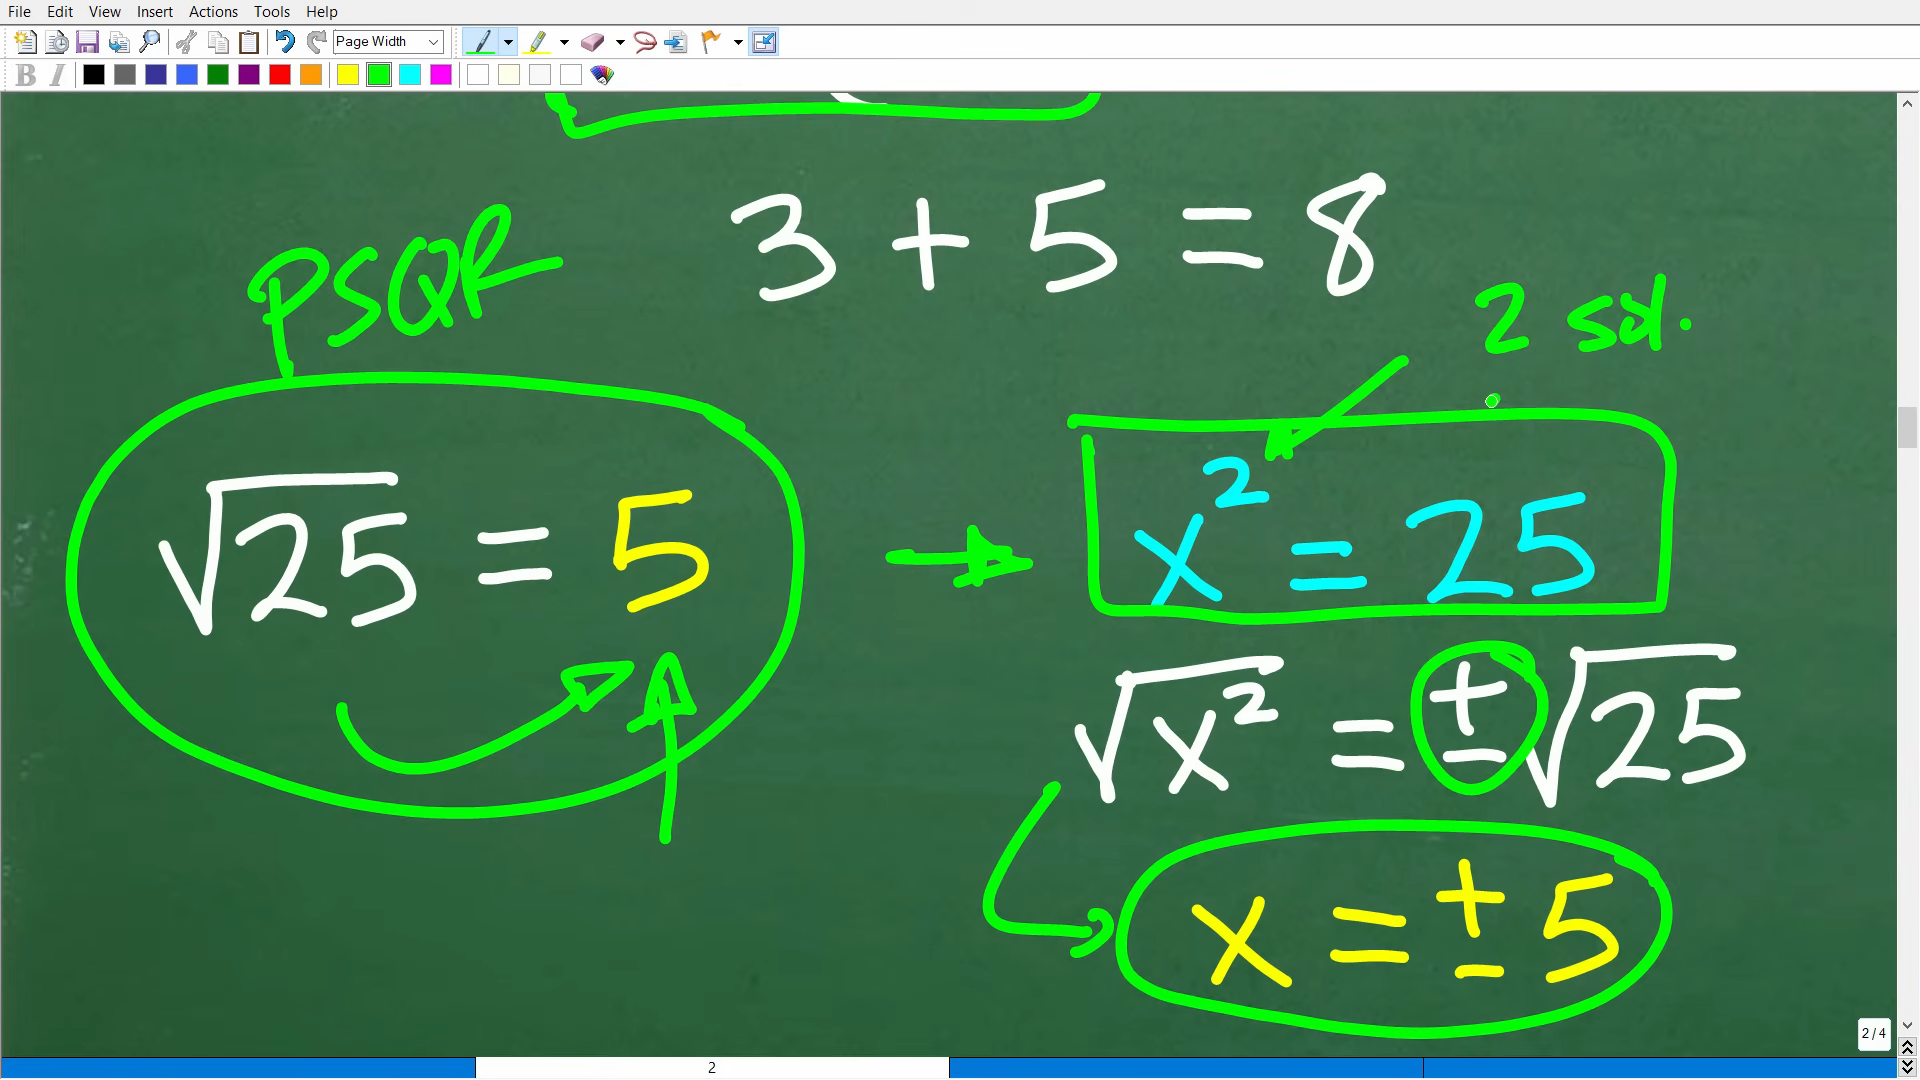 File Edit View Insert Actions Tools Help
Page Width
B I
3 + 5 = 8
PSQR
2 sol.
√25 = 5
x² = 25
√x² = ±√25
x = ±5
2 / 4
2